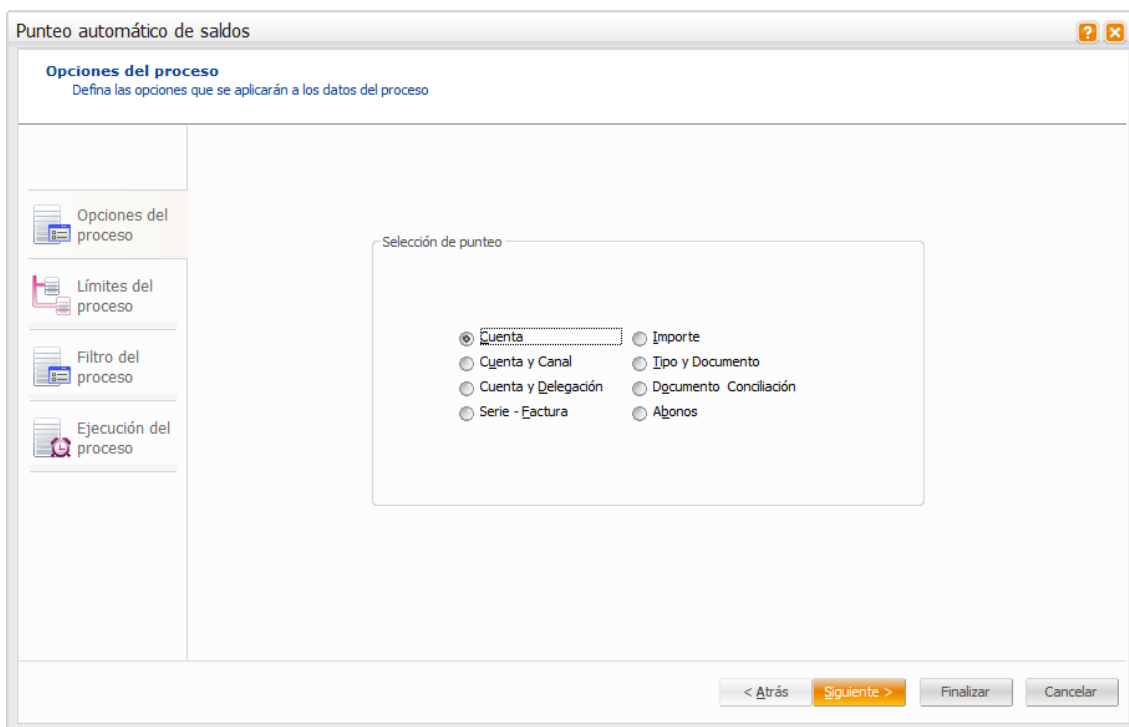 Punteo automático de saldos
Opciones del proceso
Defina las opciones que se aplicarán a los datos del proceso
Opciones del
proceso
Límites del
proceso
Filtro del
proceso
Ejecución del
proceso
Selección de punteo
Cuenta
Cuenta y Canal
Cuenta y Delegación
Serie - Factura
Importe
Tipo y Documento
Documento Conciliación
Abonos
< Atrás
Siguiente >
Finalizar
Cancelar